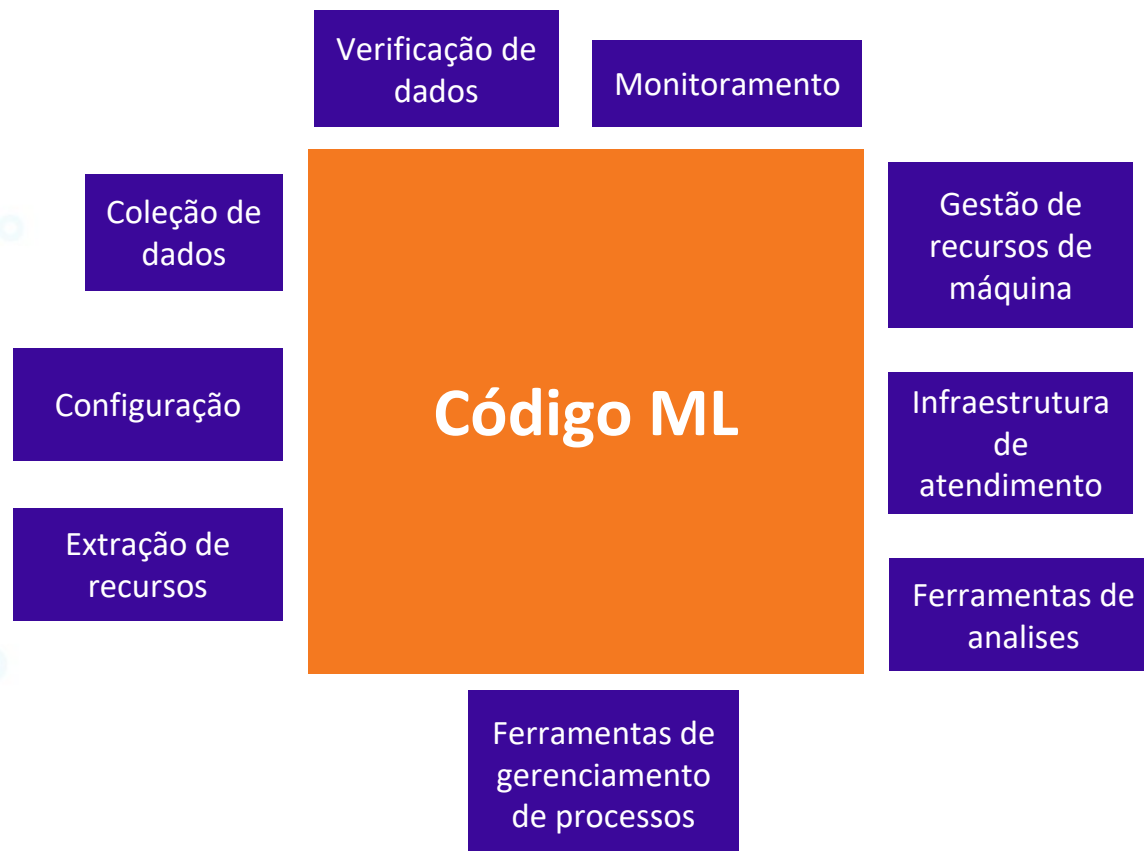 Verificação de
dados
Monitoramento
Coleção de
dados
Gestão de
recursos de
máquina
Configuração
Código ML
Infraestrutura
de
atendimento
Extração de
recursos
Ferramentas de
analises
Ferramentas de
gerenciamento
de processos